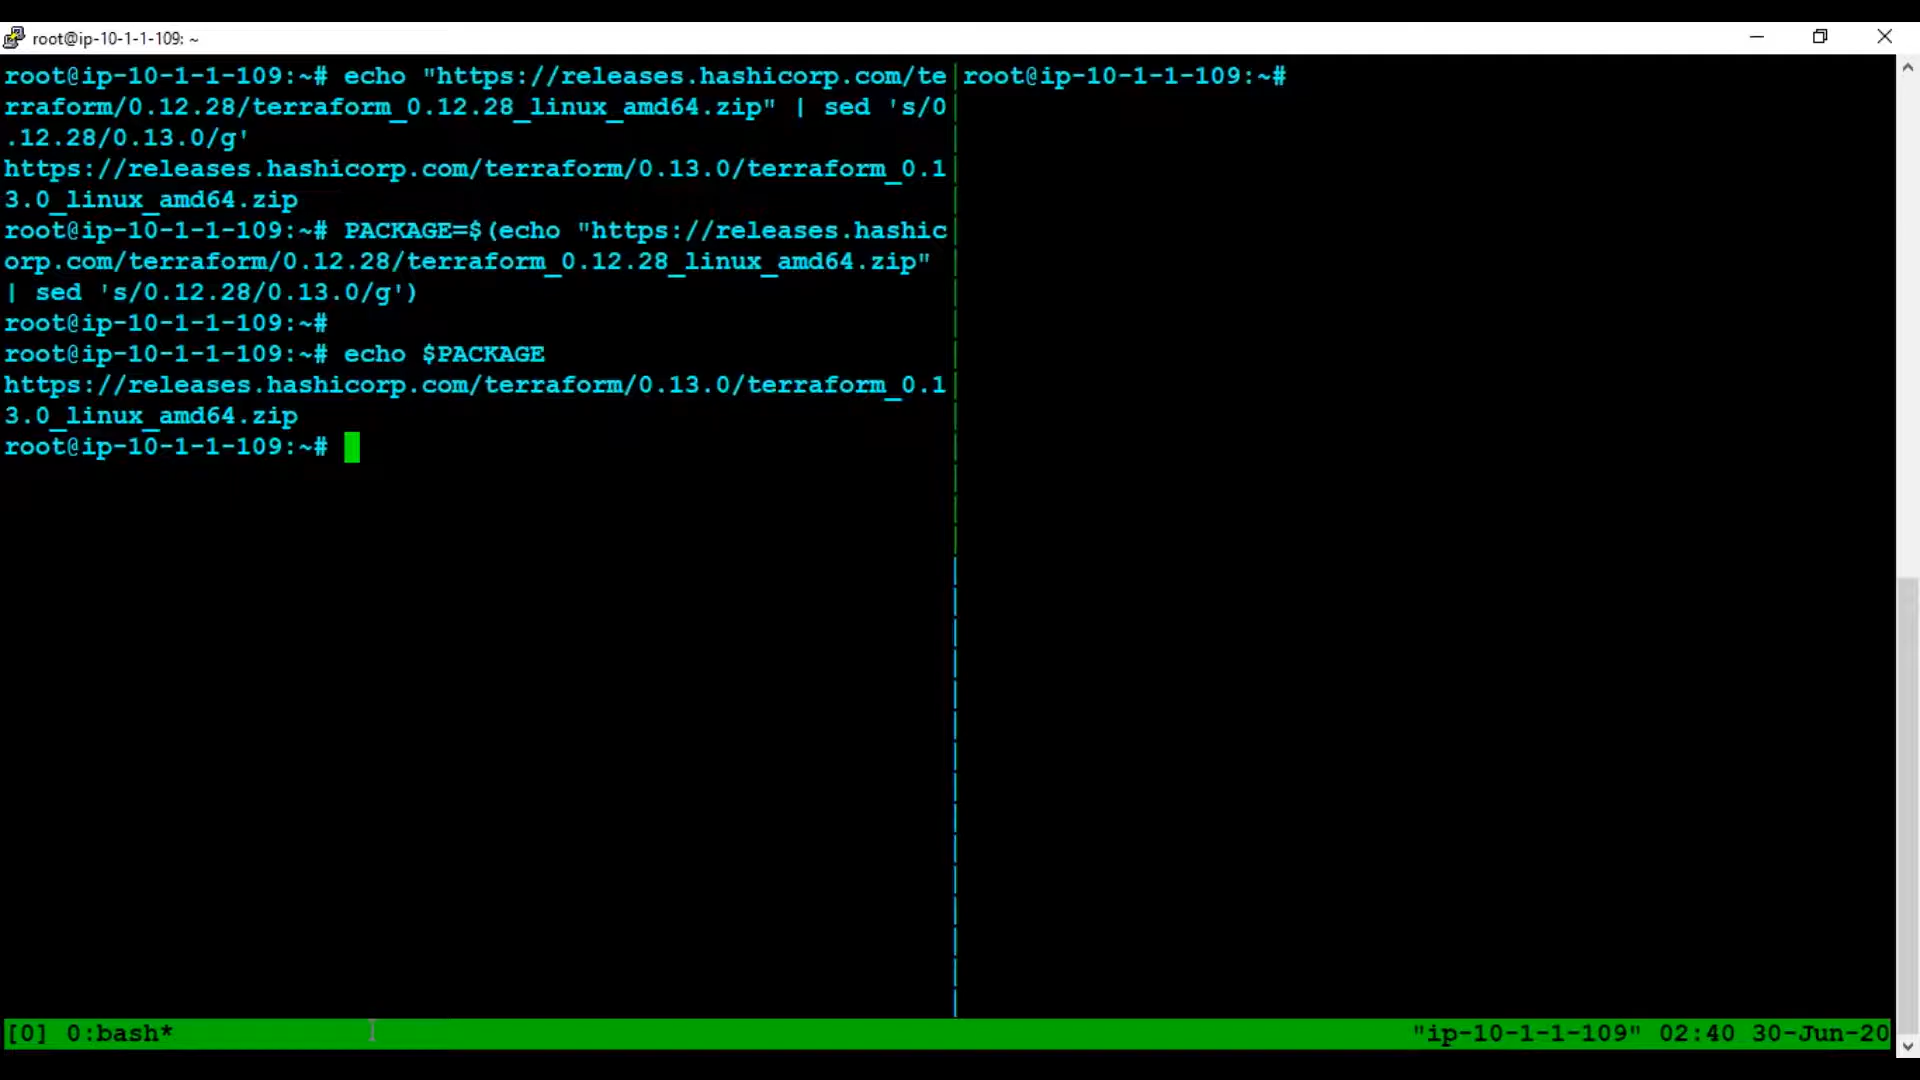 root@ip-10-1-1-109: ~
root@ip-10-1-1-109:~# echo "https://releases.hashicorp.com/te
rraform/0.12.28/terraform_0.12.28_linux_amd64.zip" | sed 's/0
.12.28/0.13.0/g'
https://releases.hashicorp.com/terraform/0.13.0/terraform_0.1
3.0_linux_amd64.zip
root@ip-10-1-1-109:~# PACKAGE=$(echo "https://releases.hashic
orp.com/terraform/0.12.28/terraform_0.12.28_linux_amd64.zip"
| sed 's/0.12.28/0.13.0/g')
root@ip-10-1-1-109:~#
root@ip-10-1-1-109:~# echo $PACKAGE
https://releases.hashicorp.com/terraform/0.13.0/terraform_0.1
3.0_linux_amd64.zip
root@ip-10-1-1-109:~#
root@ip-10-1-1-109:~#
[0] 0:bash*
"ip-10-1-1-109" 02:40 30-Jun-20